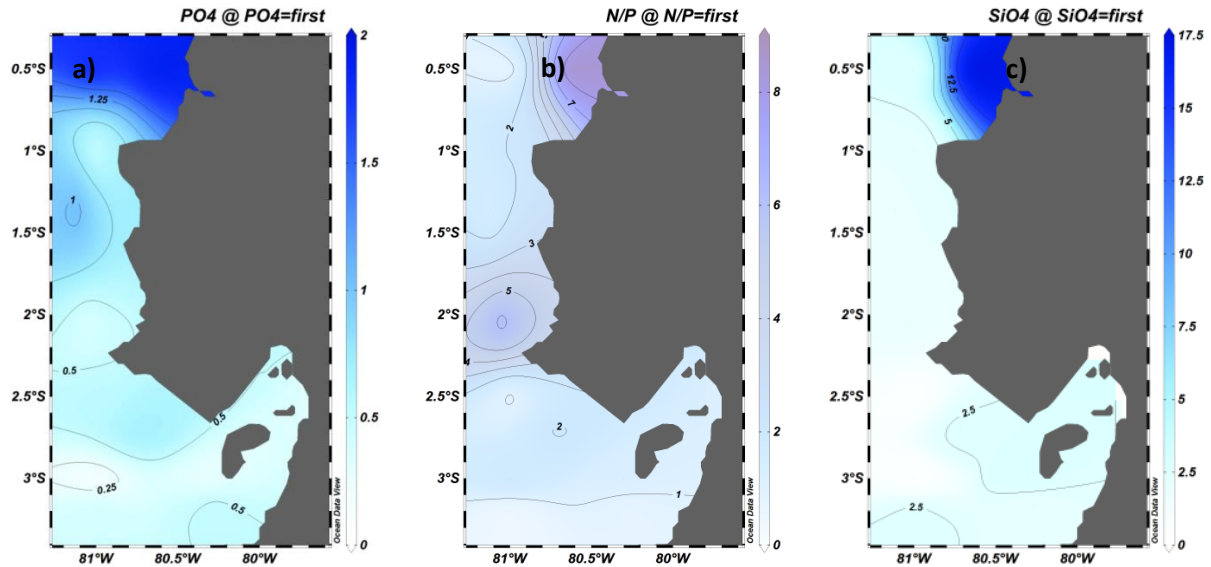 PO4 @ PO4=first
a)
0.5°S
1°S
1.5°S
2°S
2.5°S
3°S
81°W
80.5°W
80°W
1.25
1
0.5
0.5
0.25
0.5
2
1.5
1
0.5
0
Ocean Data View
N/P @ N/P=first
b)
0.5°S
1°S
1.5°S
2°S
2.5°S
3°S
81°W
80.5°W
80°W
2
7
3
5
4
2
1
8
6
4
2
0
Ocean Data View
SiO4 @ SiO4=first
c)
0.5°S
1°S
1.5°S
2°S
2.5°S
3°S
81°W
80.5°W
80°W
12.5
5
2.5
2.5
17.5
15
12.5
10
7.5
5
2.5
0
Ocean Data View